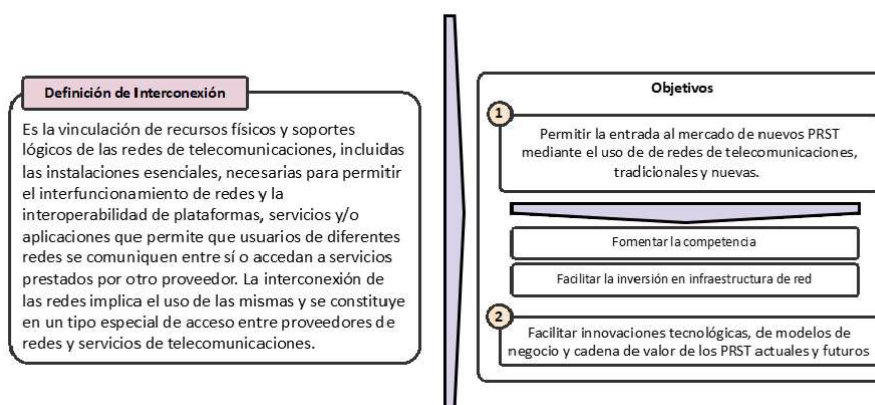 Definición de Interconexión
Es la vinculación de recursos físicos y soportes
lógicos de las redes de telecomunicaciones, incluidas
las instalaciones esenciales, necesarias para permitir
el interfuncionamiento de redes y la
interoperabilidad de plataformas, servicios y/o
aplicaciones que permite que usuarios de diferentes
redes se comuniquen entre sí o accedan a servicios
prestados por otro proveedor. La interconexión de
las redes implica el uso de las mismas y se constituye
en un tipo especial de acceso entre proveedores de
redes y servicios de telecomunicaciones.
Objetivos
1
Permitir la entrada al mercado de nuevos PRST
mediante el uso de de redes de telecomunicaciones,
tradicionales y nuevas.
Fomentar la competencia
Facilitar la inversión en infraestructura de red
2
Facilitar innovaciones tecnológicas, de modelos de
negocio y cadena de valor de los PRST actuales y futuros